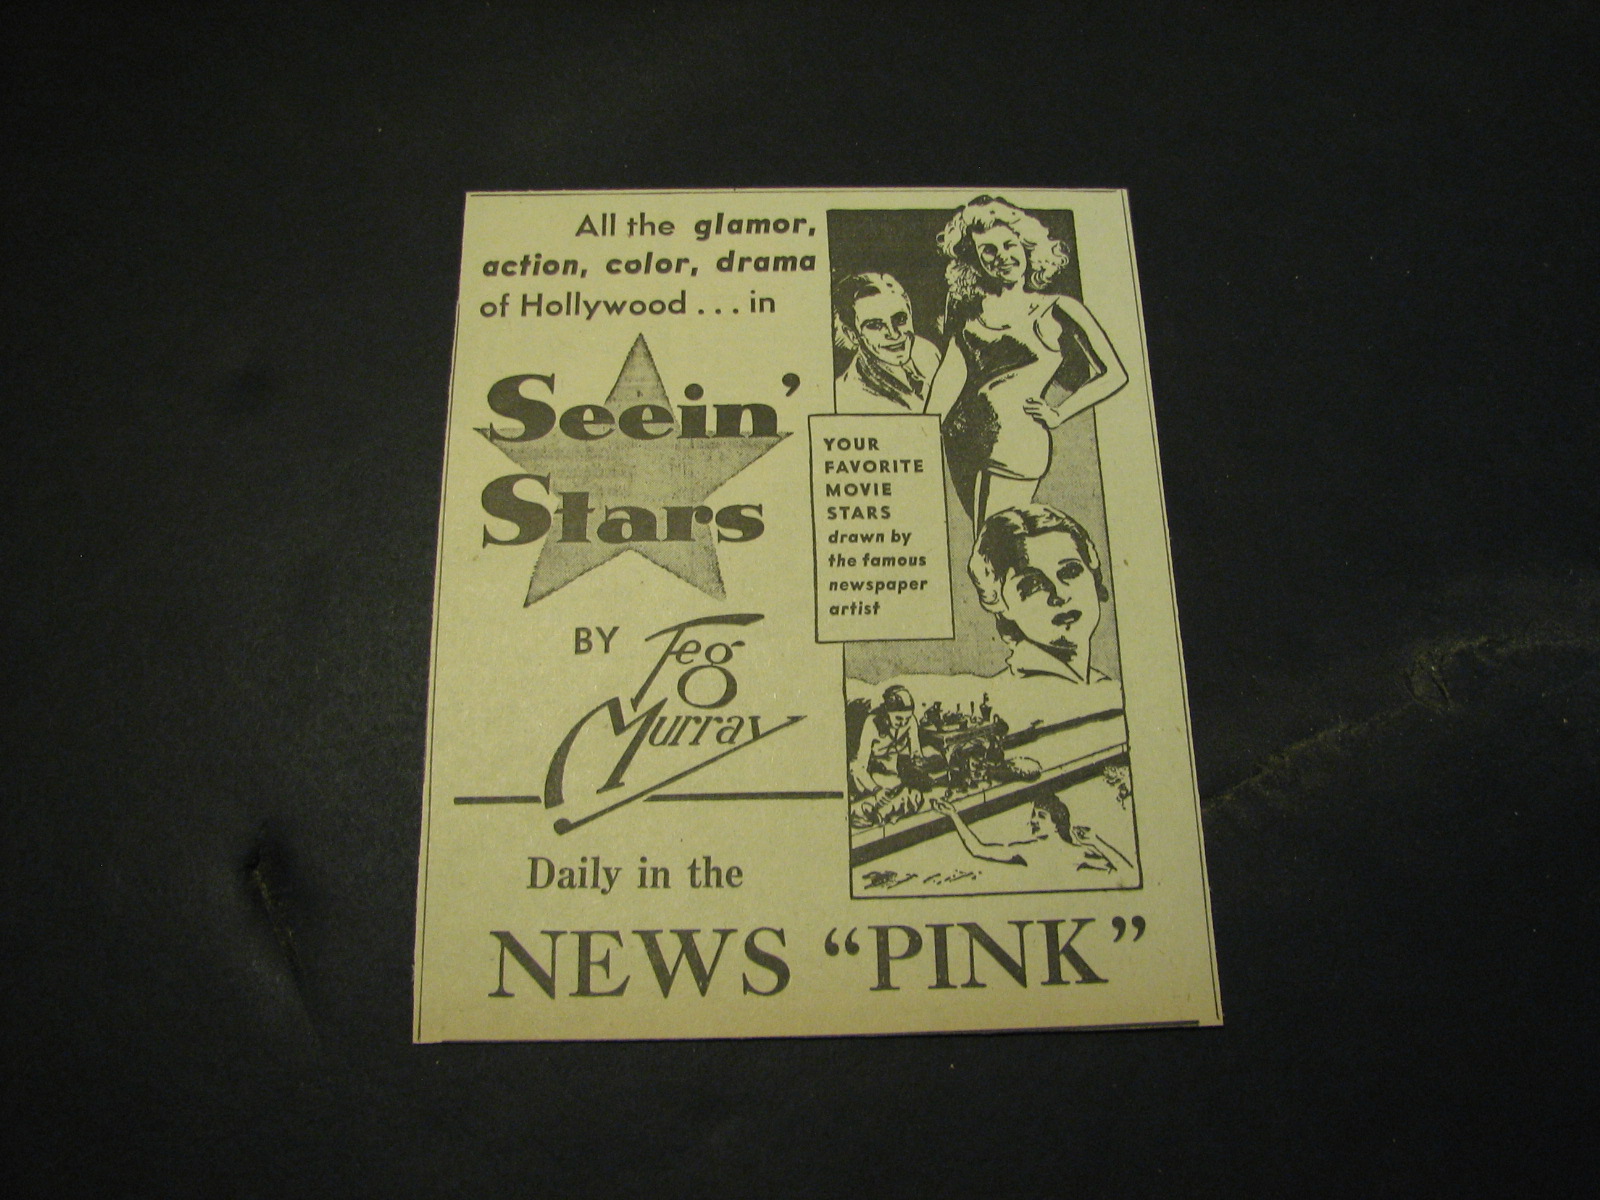 All the glamor,
action, color, drama
of Hollywood . . . in
Seein'
Stars
BY Feg
Murray
YOUR
FAVORITE
MOVIE
STARS
drawn by
the famous
newspaper
artist
Daily in the
NEWS “PINK”